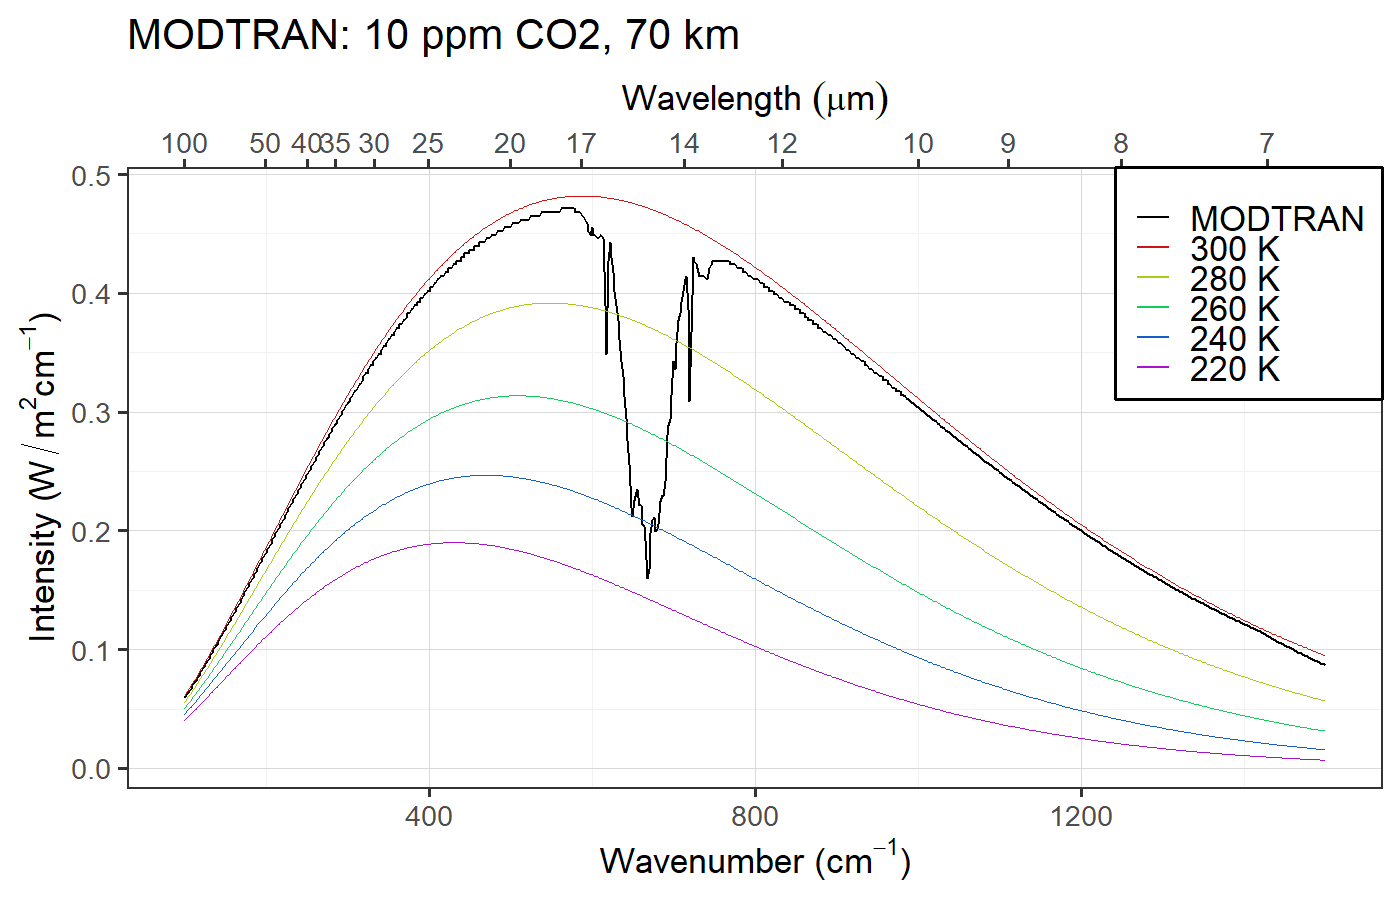 MODTRAN: 10 ppm CO2, 70 km
Wavelength (μm)
100 50 40 35 30 25 20 17 14 12 10 9 8 7
0.5
0.4
0.3
0.2
0.1
0.0
Intensity (W / m²cm⁻¹)
MODTRAN
300 K
280 K
260 K
240 K
220 K
400 800 1200
Wavenumber (cm⁻¹)